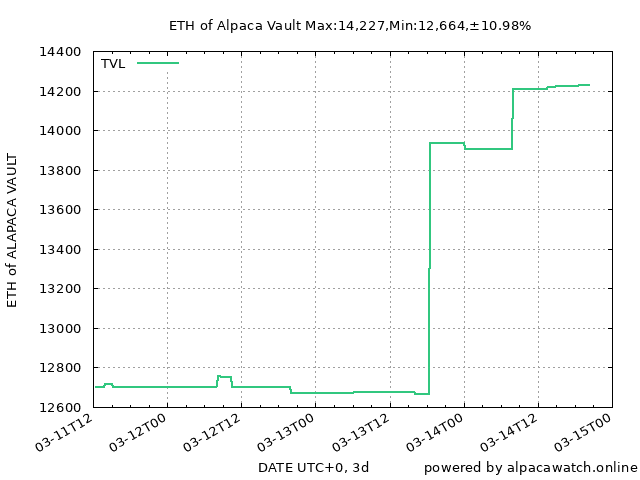 ETH of Alpaca Vault Max:14,227,Min:12,664,±10.98%
TVL
ETH of ALAPACA VAULT
14400
14200
14000
13800
13600
13400
13200
13000
12800
12600
03-11T12
03-12T00
03-12T12
03-13T00
03-13T12
03-14T00
03-14T12
03-15T00
DATE UTC+0, 3d
powered by alpacawatch.online